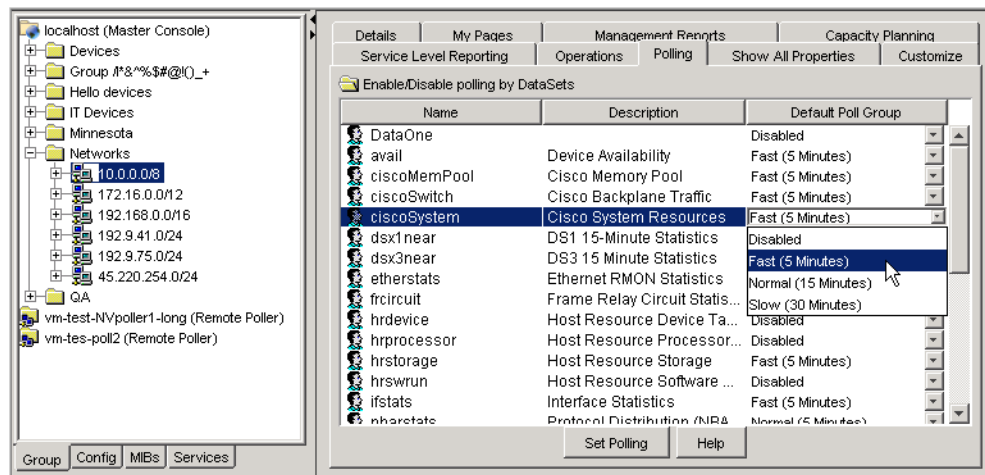 localhost (Master Console)
Devices
Group /!*&^%$#@!()_+
Hello devices
IT Devices
Minnesota
Networks
10.0.0.0/8
172.16.0.0/12
192.168.0.0/16
192.9.41.0/24
192.9.75.0/24
45.220.254.0/24
QA
vm-test-NVpoller1-long (Remote Poller)
vm-tes-poll2 (Remote Poller)
Group Config MIBs Services
Details My Pages Management Reports Capacity Planning
Service Level Reporting Operations Polling Show All Properties Customize
Enable/Disable polling by DataSets
Name Description Default Poll Group
DataOne Disabled
avail Device Availability Fast (5 Minutes)
ciscoMemPool Cisco Memory Pool Fast (5 Minutes)
ciscoSwitch Cisco Backplane Traffic Fast (5 Minutes)
ciscoSystem Cisco System Resources Fast (5 Minutes)
dsx1near DS1 15-Minute Statistics Disabled
dsx3near DS3 15 Minute Statistics Fast (5 Minutes)
etherstats Ethernet RMON Statistics Normal (15 Minutes)
frcircuit Frame Relay Circuit Statis... Slow (30 Minutes)
hrdevice Host Resource Device Ta... Disabled
hrprocessor Host Resource Processor... Disabled
hrstorage Host Resource Storage Fast (5 Minutes)
hrswrun Host Resource Software ... Disabled
ifstats Interface Statistics Fast (5 Minutes)
nbarstats Protocol Distribution (NBA Normal (5 Minutes)
Set Polling Help